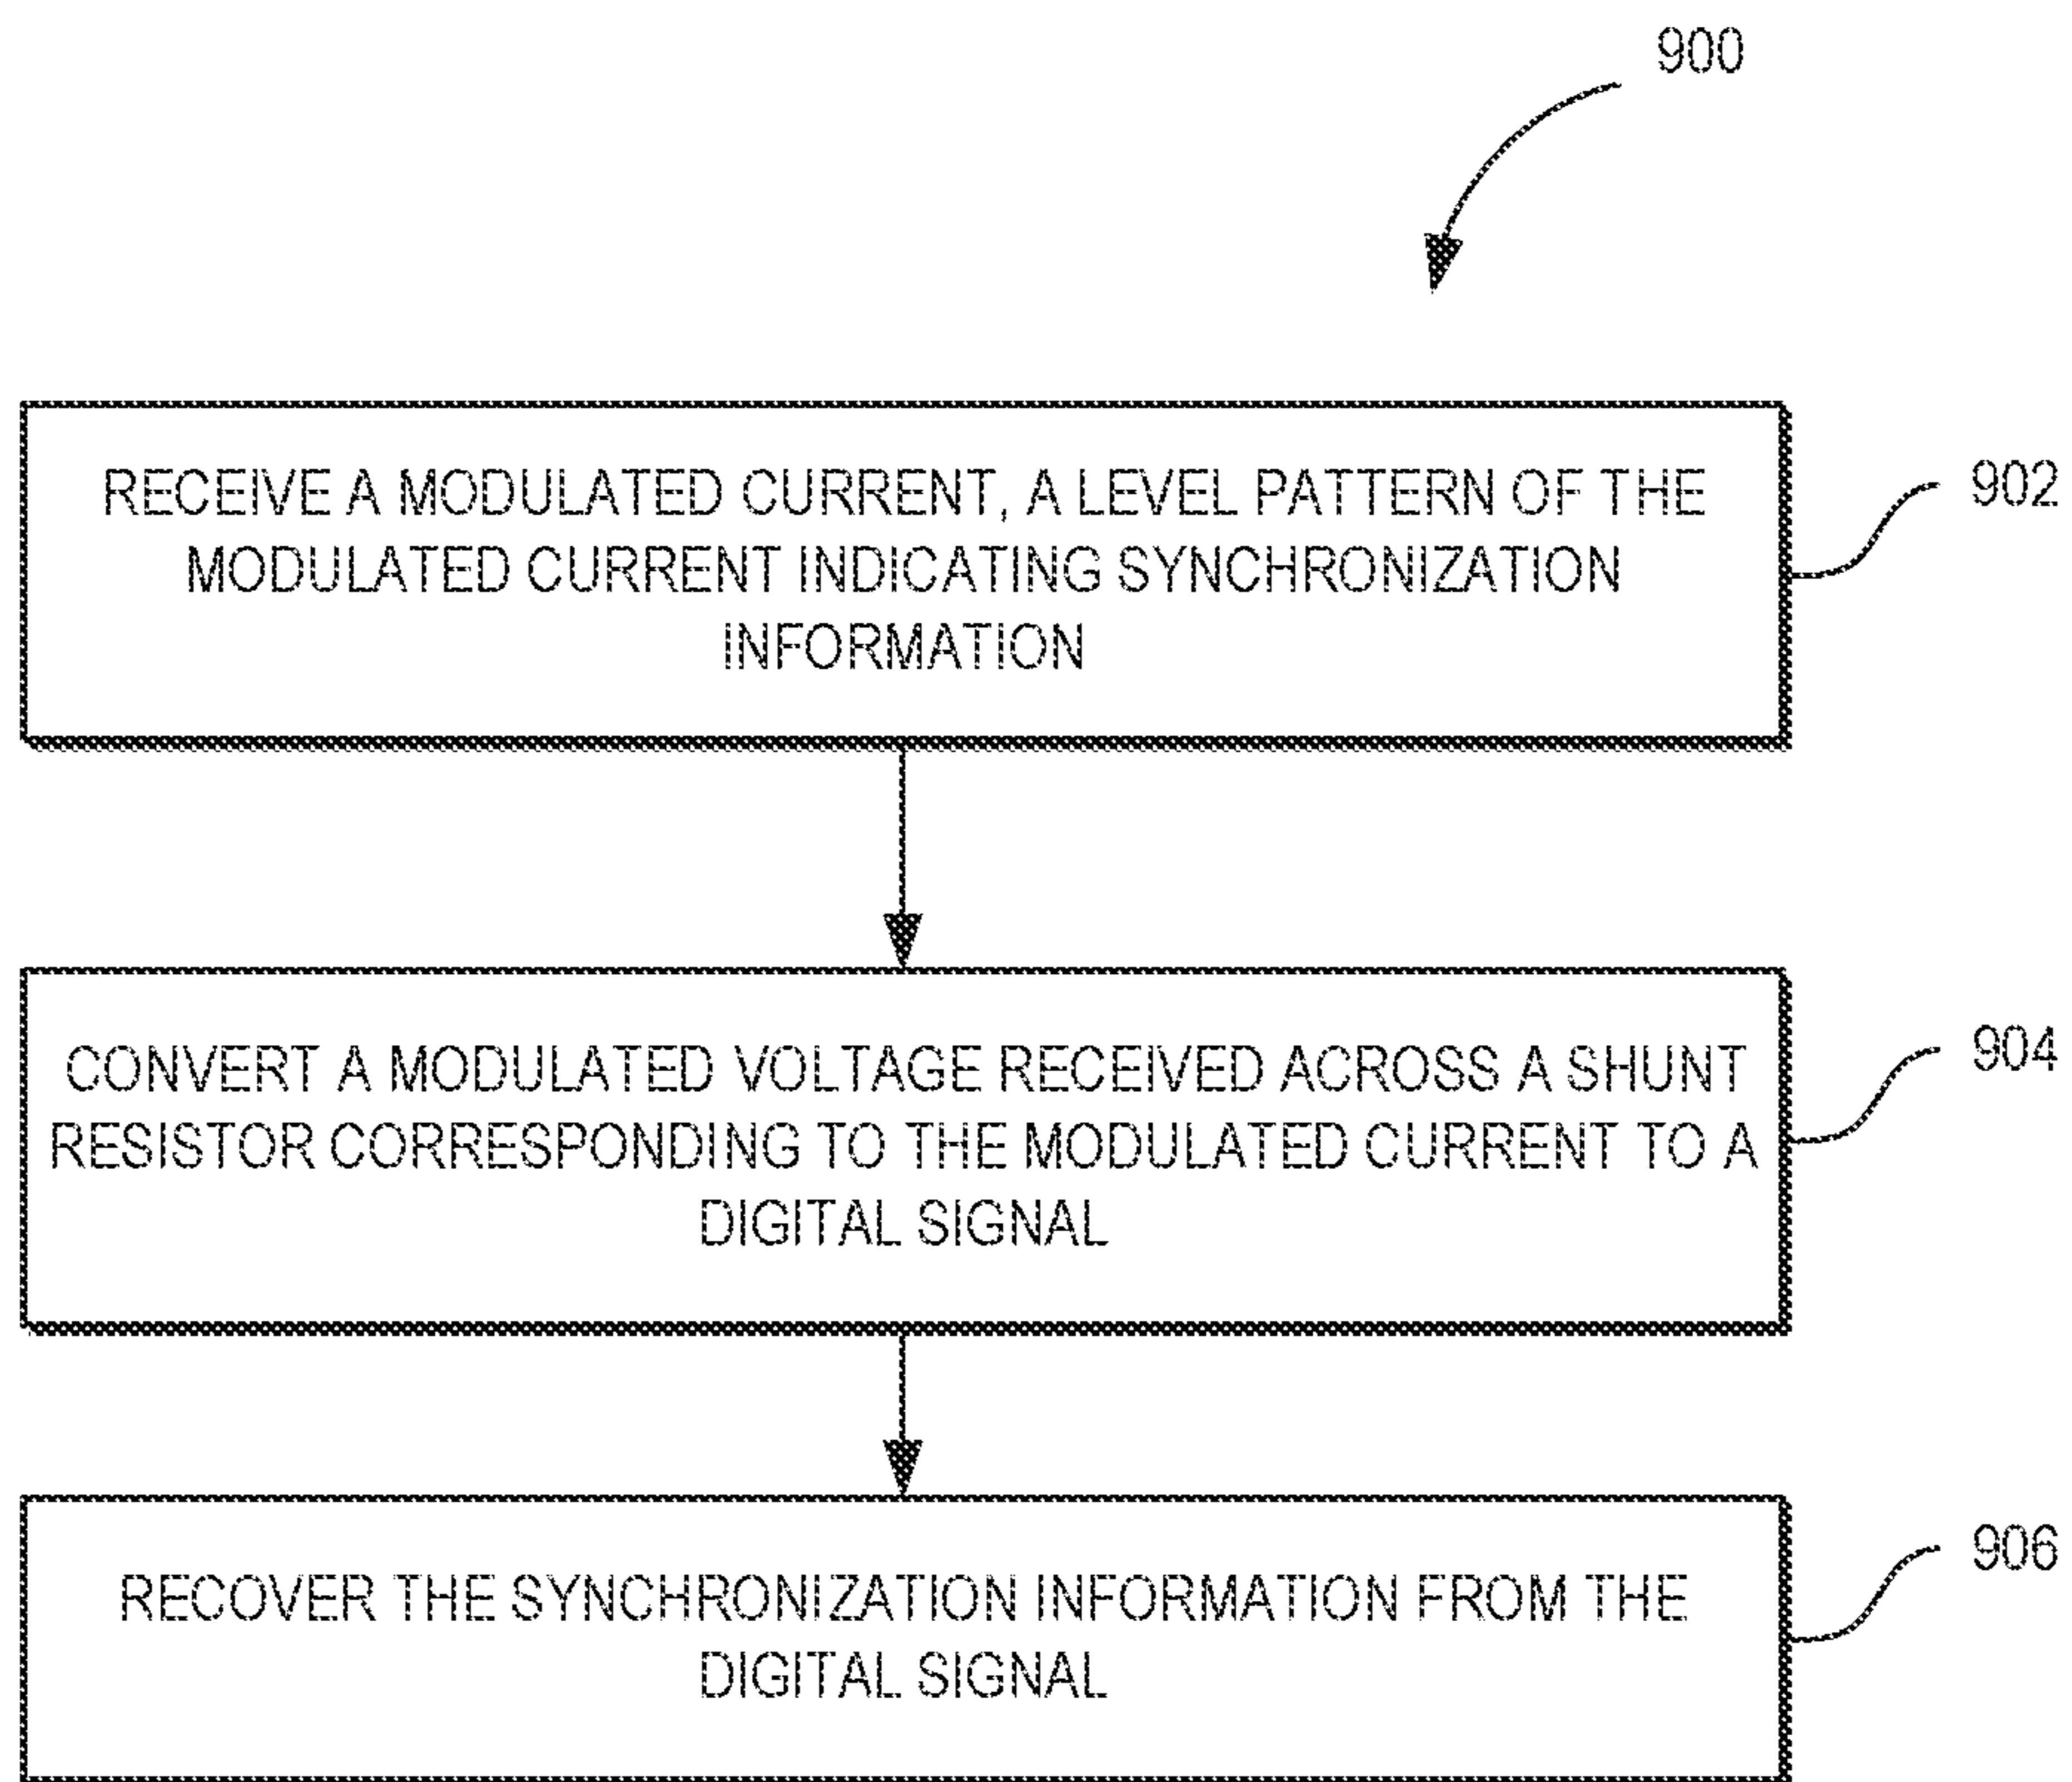 900
RECEIVE A MODULATED CURRENT, A LEVEL PATTERN OF THE
MODULATED CURRENT INDICATING SYNCHRONIZATION
INFORMATION
902
CONVERT A MODULATED VOLTAGE RECEIVED ACROSS A SHUNT
RESISTOR CORRESPONDING TO THE MODULATED CURRENT TO A
DIGITAL SIGNAL
904
RECOVER THE SYNCHRONIZATION INFORMATION FROM THE
DIGITAL SIGNAL
906